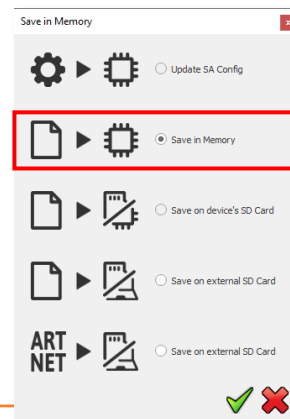 Save in Memory
Update SA Config
Save in Memory
Save on device's SD Card
Save on external SD Card
ART
NET
Save on external SD Card